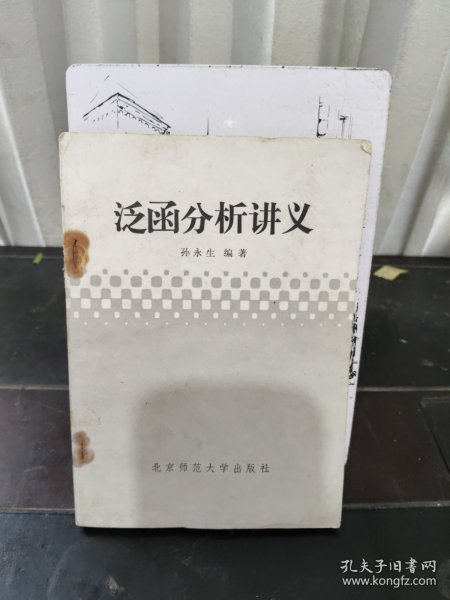 泛函分析讲义
孙永生 编著
北京师范大学出版社
孔夫子旧书网
www.kongfz.com